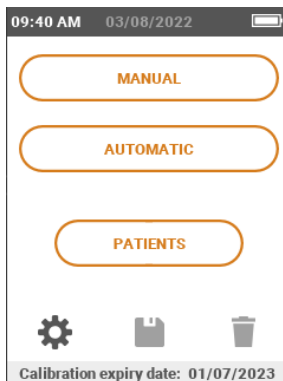 09:40 AM 03/08/2022
MANUAL
AUTOMATIC
PATIENTS
Calibration expiry date: 01/07/2023